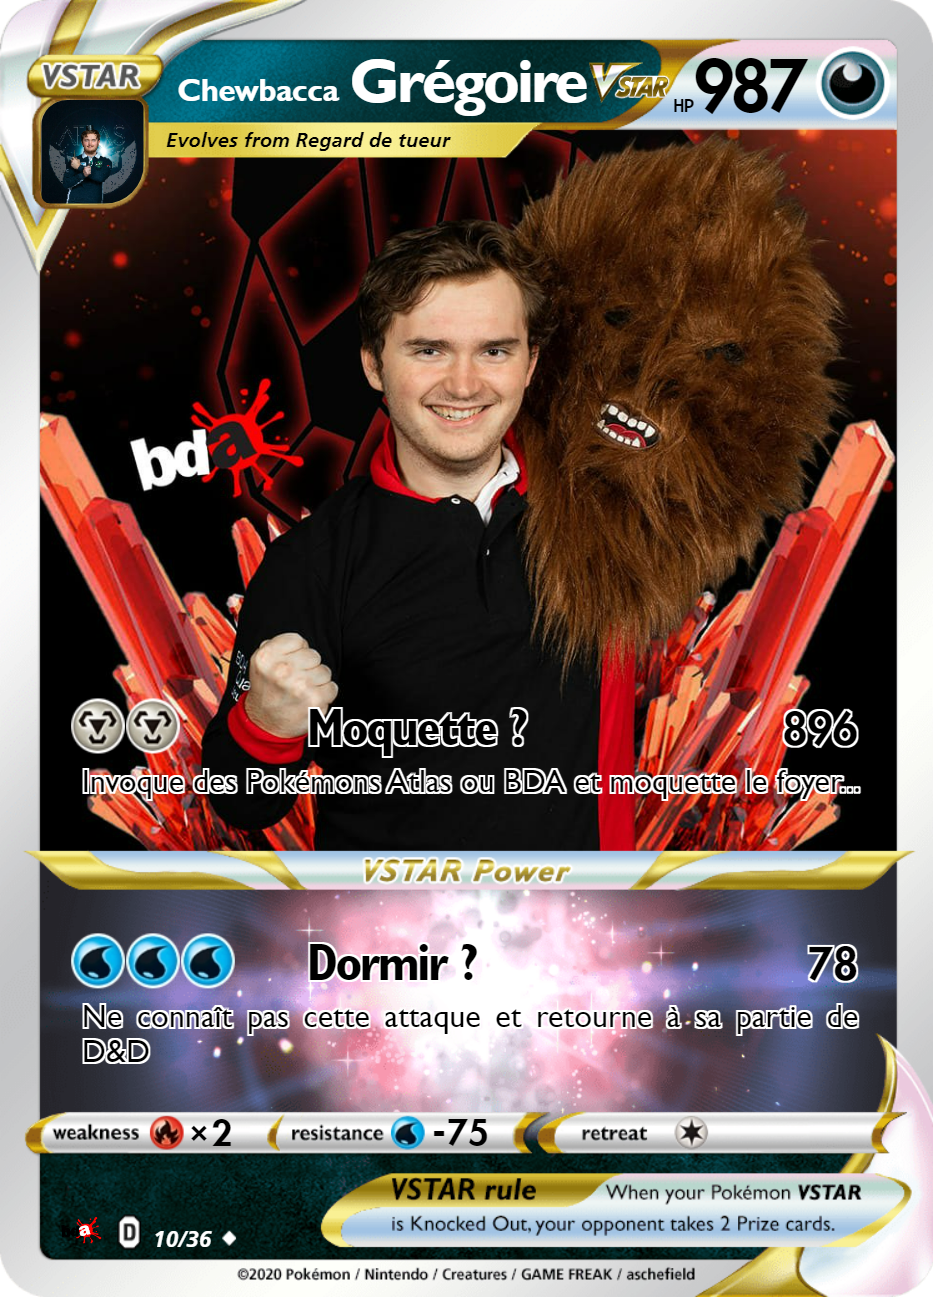 VSTAR
Chewbacca Grégoire VSTAR HP 987
Evolves from Regard de tueur
ATLAS
bda
Moquette ? 896
Invoque des Pokémons Atlas ou BDA et moquette le foyer...
VSTAR Power
Dormir ? 78
Ne connaît pas cette attaque et retourne à sa partie de
D&D
weakness ×2 resistance -75 retreat
VSTAR rule When your Pokémon VSTAR
is Knocked Out, your opponent takes 2 Prize cards.
a D 10/36
©2020 Pokémon / Nintendo / Creatures / GAME FREAK / aschefield